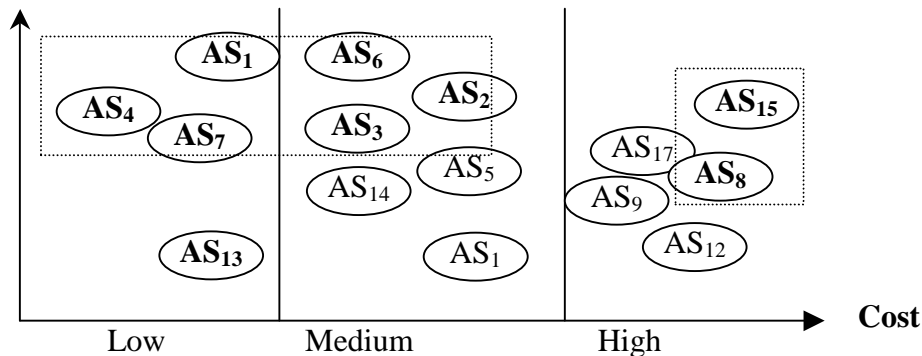 AS₁ AS₆
AS₂ AS₁₅
AS₄
AS₇ AS₃
AS₁₇
AS₅ AS₈
AS₁₄ AS₉
AS₁₃ AS₁ AS₁₂
Cost
Low Medium High